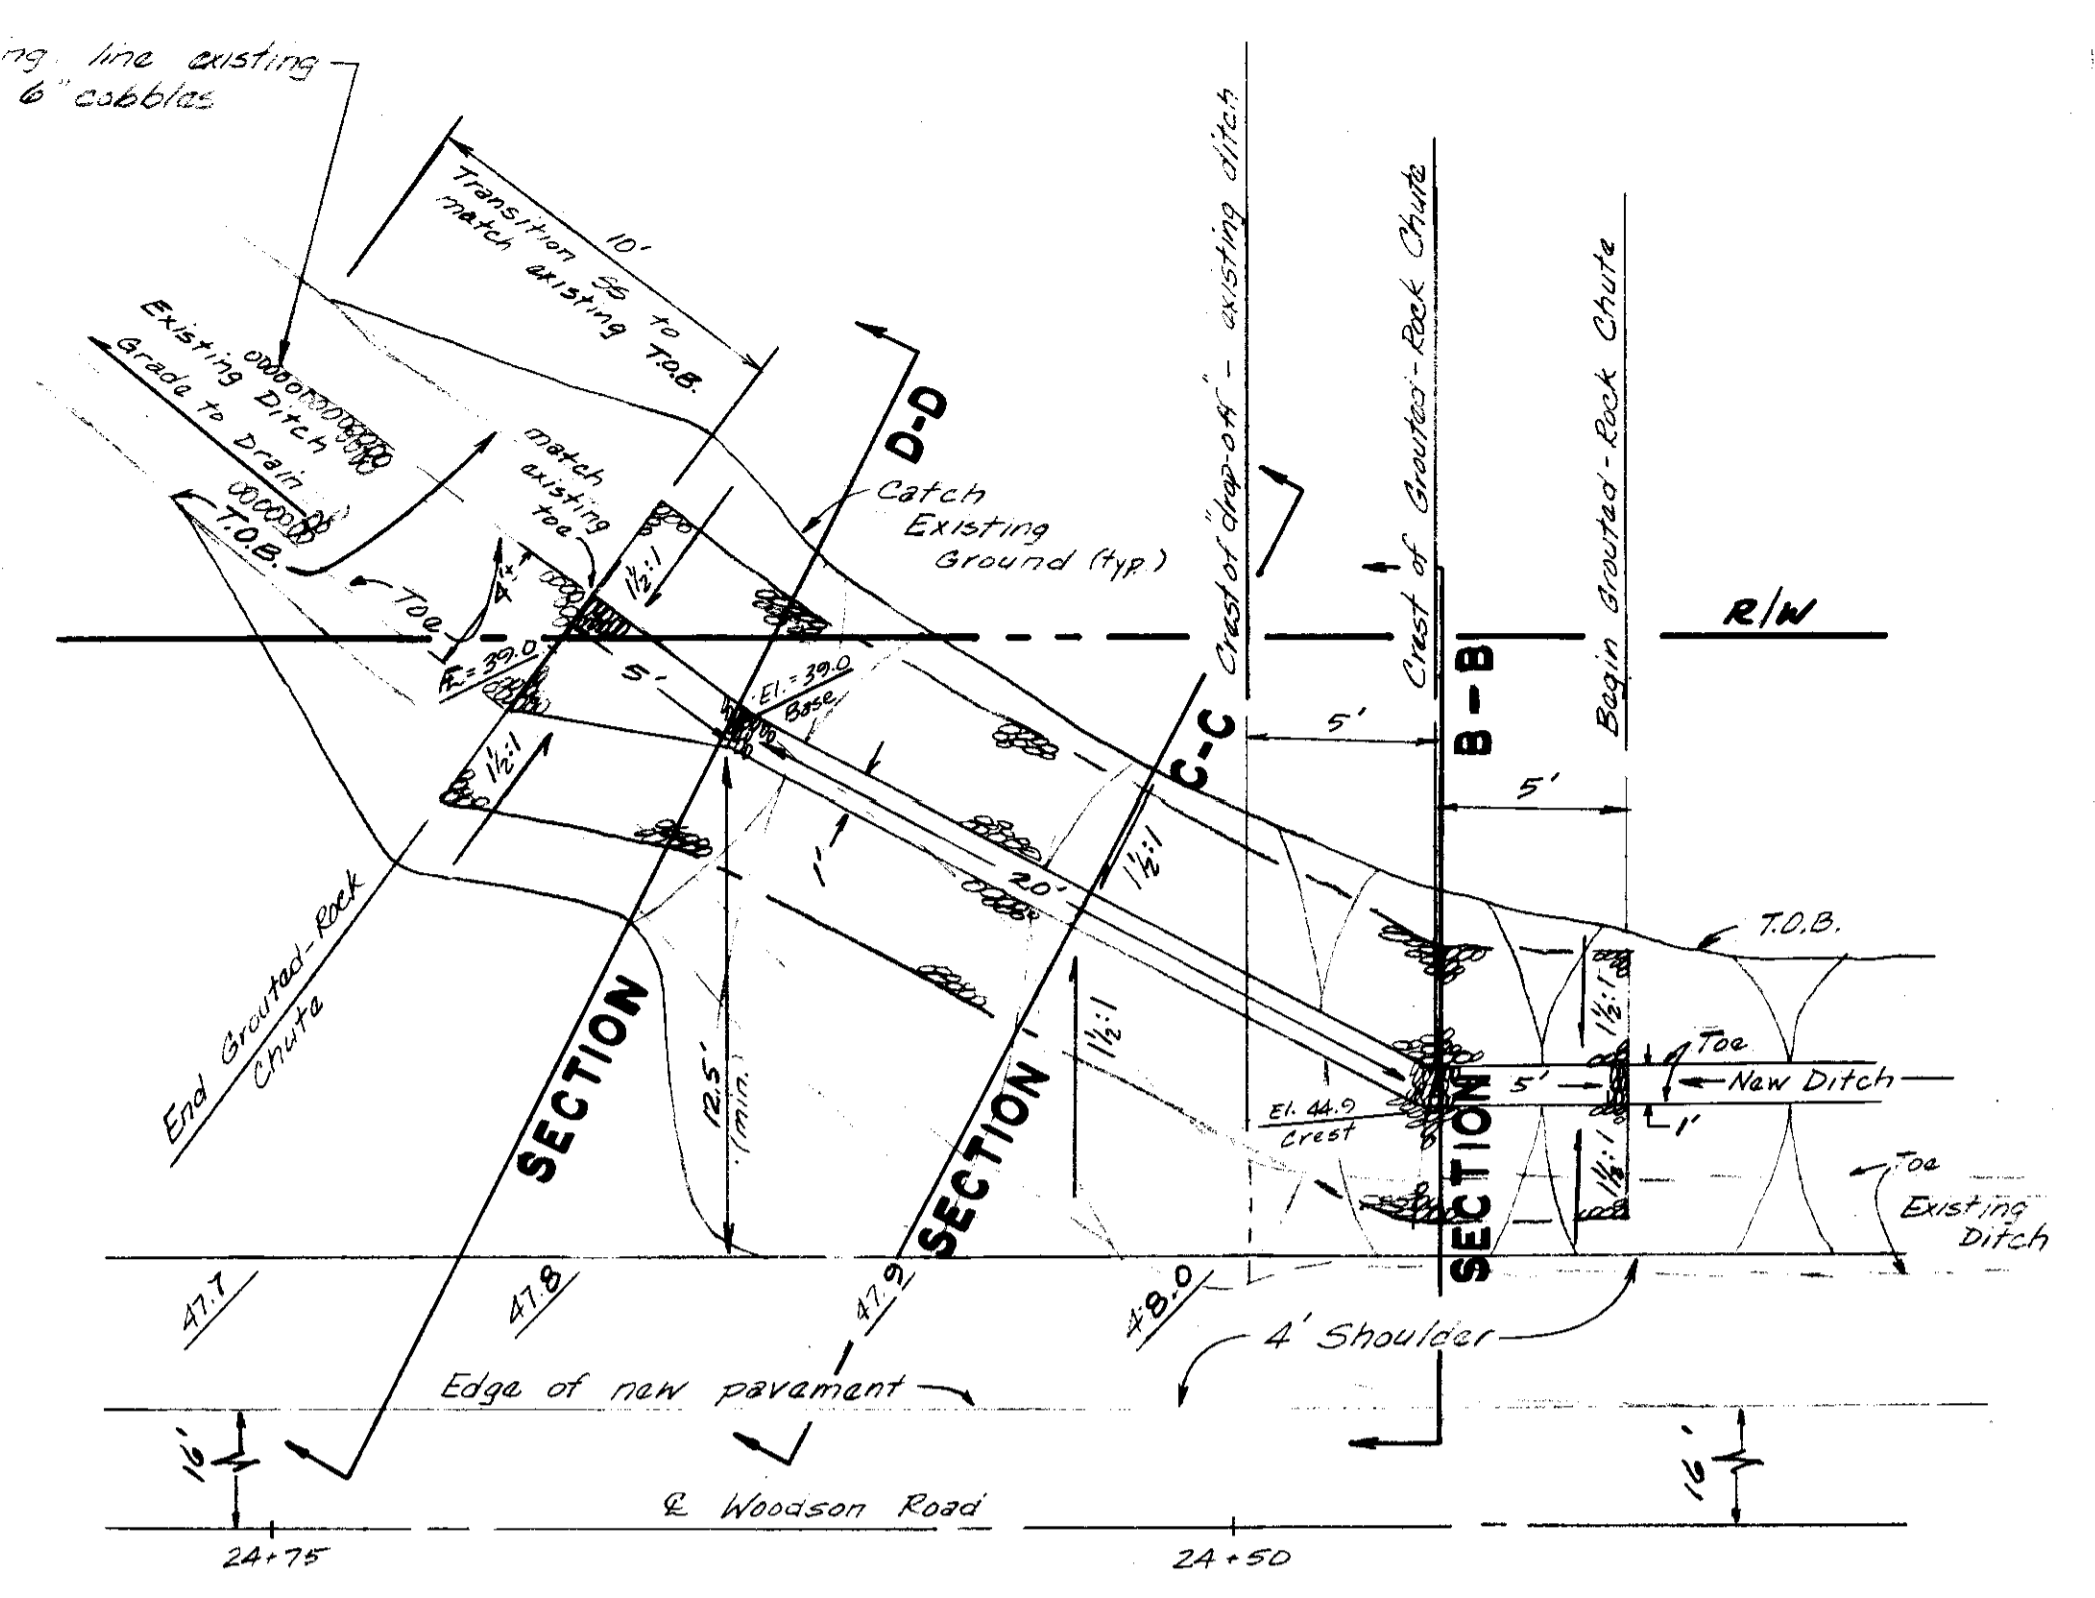 line existing
6" cobbles
10'
Transition SS to
match existing
T.O.B.
Existing Ditch
Grade to Drain
T.O.B.
match
existing
toe
Toe
4'(±)
1½:1
D-D
Catch
Existing
Ground (typ.)
Crest of "drop-off" - existing ditch
Crest of Grouted-Rock Chute
Begin Grouted-Rock Chute
R/W
℄=39.0
5'
El.=39.0
Base
1½:1
C-C
B-B
5'
5'
1'
20'
1½:1
T.O.B.
End Grouted-Rock
Chute
SECTION
12.5'
(min.
SECTION
1½:1
El. 44.9
Crest
SECTION
5'
1½:1
Toe
New Ditch
1'
1½:1
Toe
Existing
Ditch
47.7
47.8
47.9
48.0
4' Shoulder
Edge of new pavement
16'
16'
℄ Woodson Road
24+75
24+50